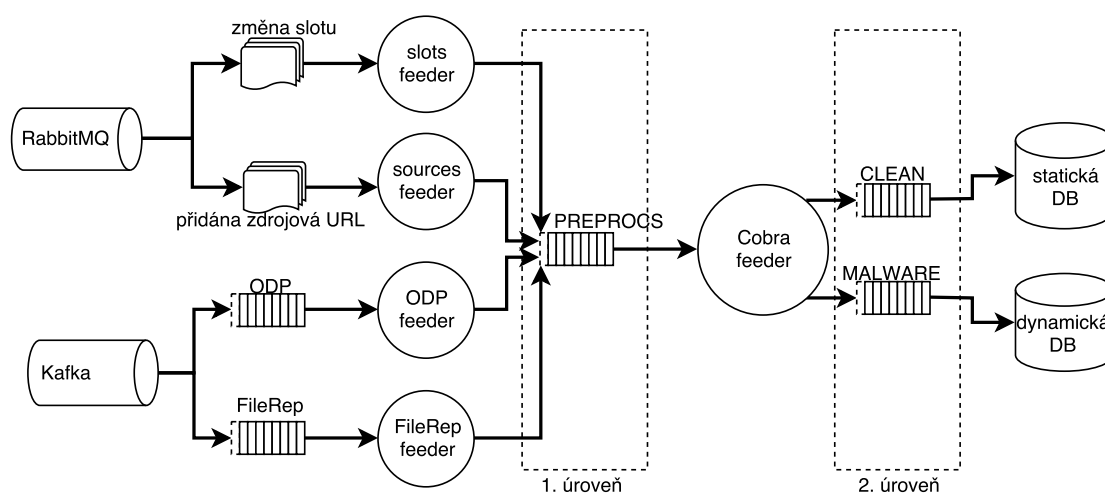 změna slotu
slots
feeder
RabbitMQ
sources
feeder
přidána zdrojová URL
PREPROCS
ODP
ODP
feeder
Kafka
FileRep
FileRep
feeder
1. úroveň
Cobra
feeder
CLEAN
MALWARE
2. úroveň
statická
DB
dynamická
DB